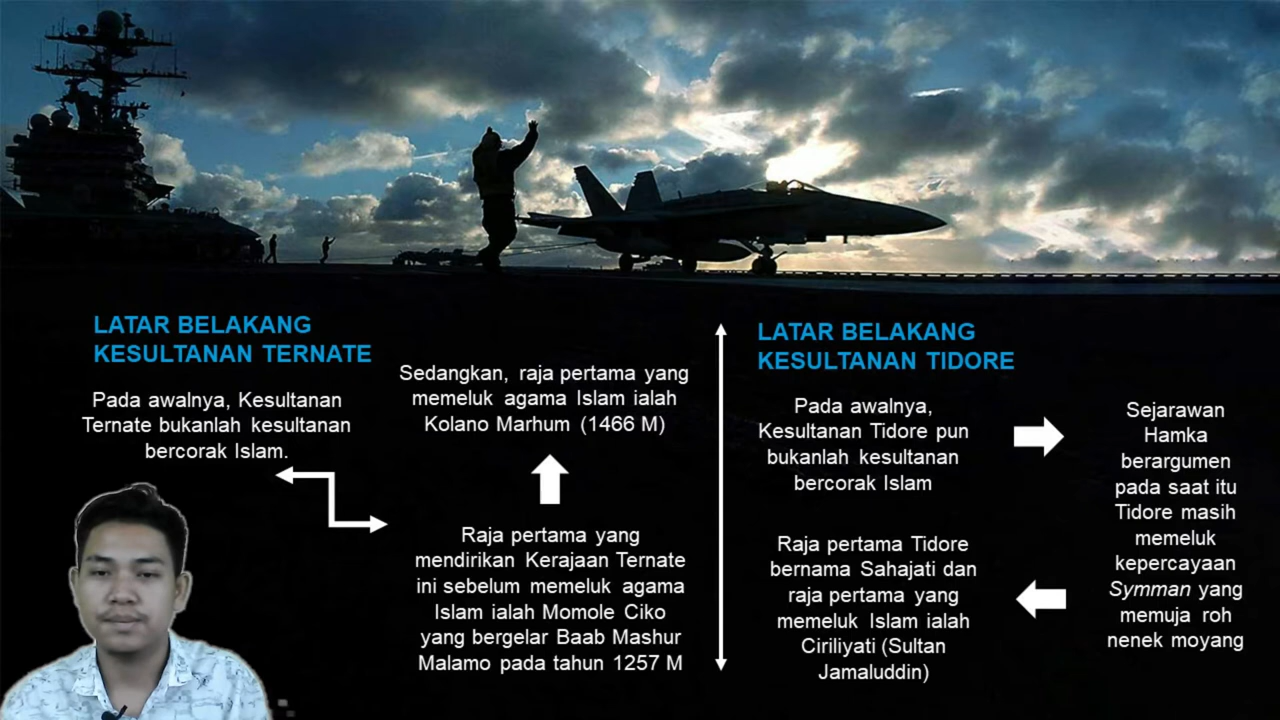 LATAR BELAKANG
KESULTANAN TERNATE
Pada awalnya, Kesultanan
Ternate bukanlah kesultanan
bercorak Islam.
Raja pertama yang
mendirikan Kerajaan Ternate
ini sebelum memeluk agama
Islam ialah Momole Ciko
yang bergelar Baab Mashur
Malamo pada tahun 1257 M
Sedangkan, raja pertama yang
memeluk agama Islam ialah
Kolano Marhum (1466 M)
LATAR BELAKANG
KESULTANAN TIDORE
Pada awalnya,
Kesultanan Tidore pun
bukanlah kesultanan
bercorak Islam
Sejarawan
Hamka
berargumen
pada saat itu
Tidore masih
memeluk
kepercayaan
Symman yang
memuja roh
nenek moyang
Raja pertama Tidore
bernama Sahajati dan
raja pertama yang
memeluk Islam ialah
Ciriliyati (Sultan
Jamaluddin)